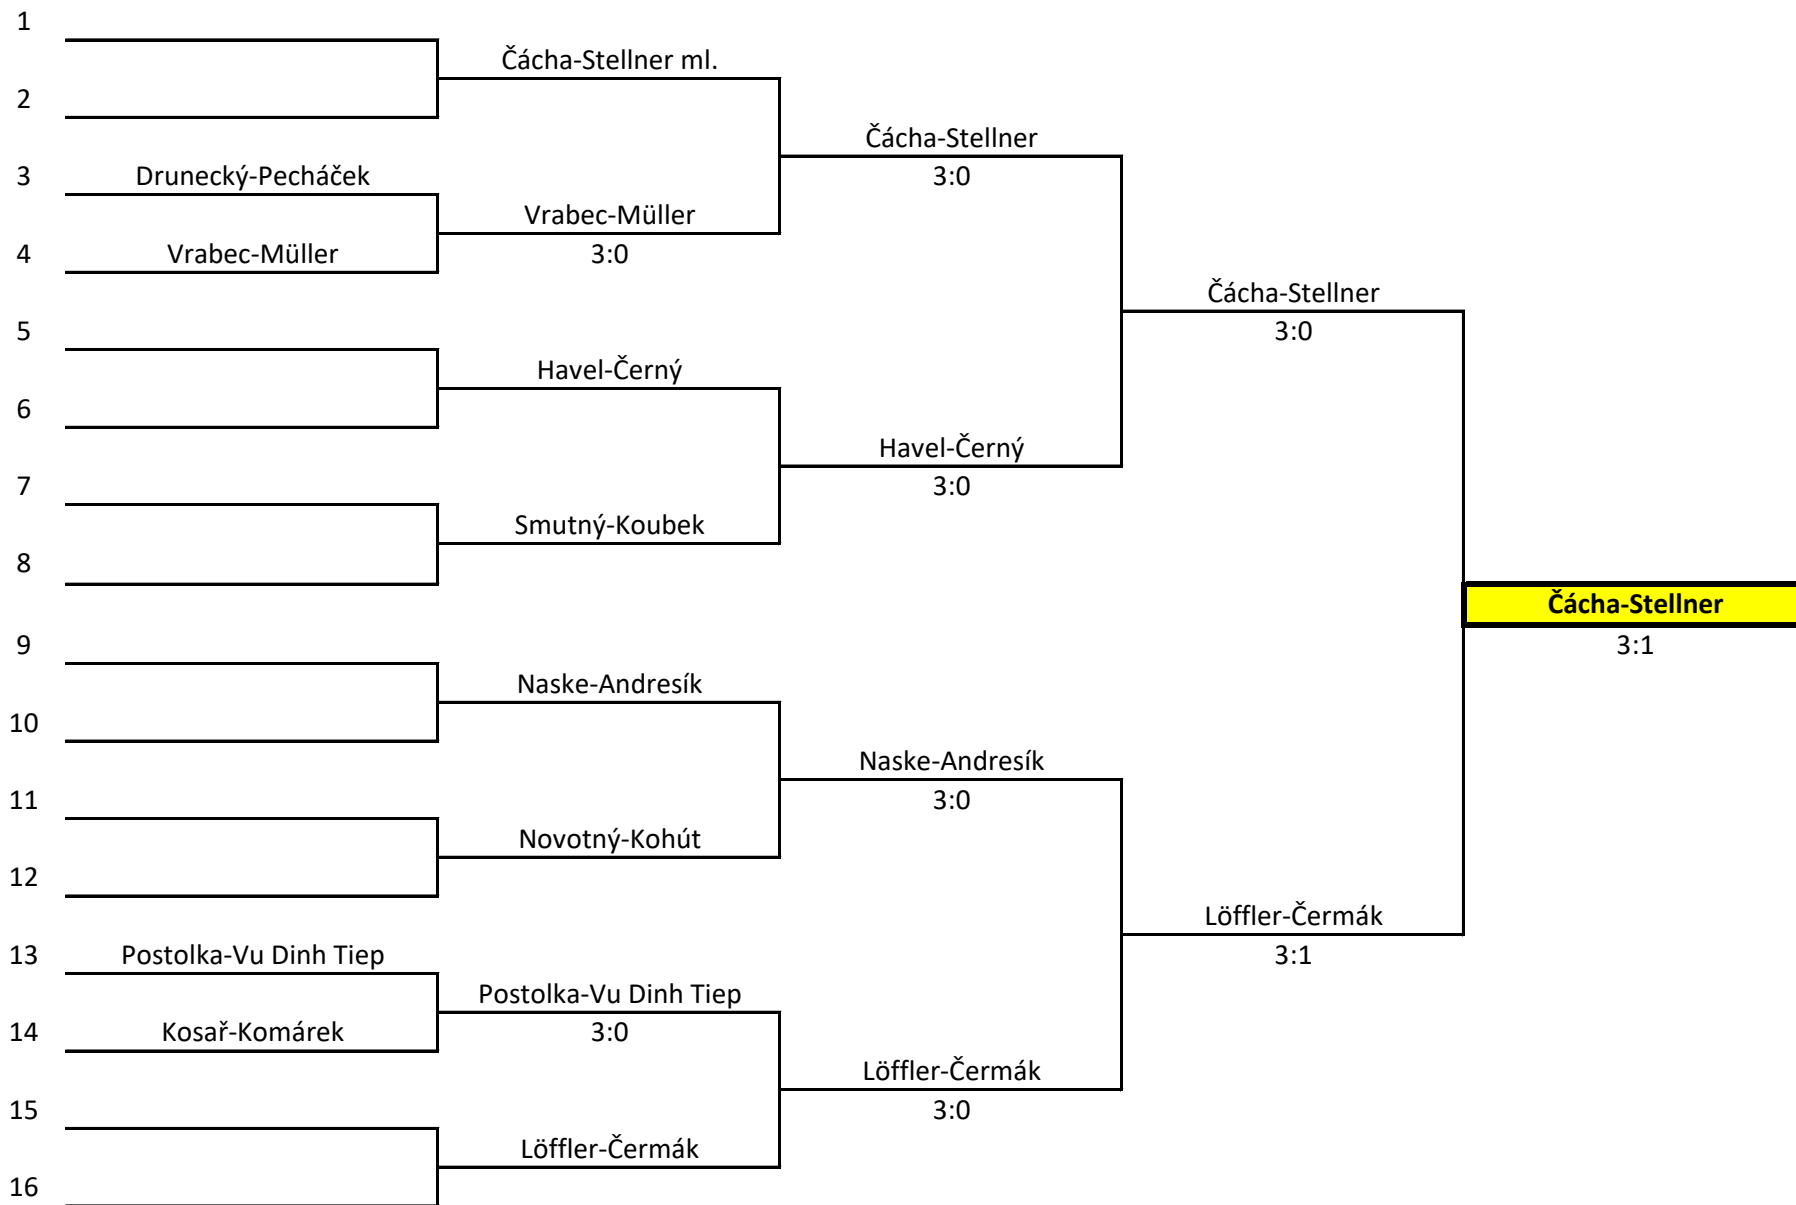 1
Čácha-Stellner ml.
2
Čácha-Stellner
3 Drunecký-Pecháček
3:0
Vrabec-Müller
4 Vrabec-Müller
3:0
Čácha-Stellner
5
3:0
Havel-Černý
6
Havel-Černý
7
3:0
Smutný-Koubek
8
Čácha-Stellner
9
3:1
Naske-Andresík
10
Naske-Andresík
11
3:0
Novotný-Kohút
12
Löffler-Čermák
13 Postolka-Vu Dinh Tiep
3:1
Postolka-Vu Dinh Tiep
14 Kosař-Komárek
3:0
Löffler-Čermák
15
3:0
Löffler-Čermák
16